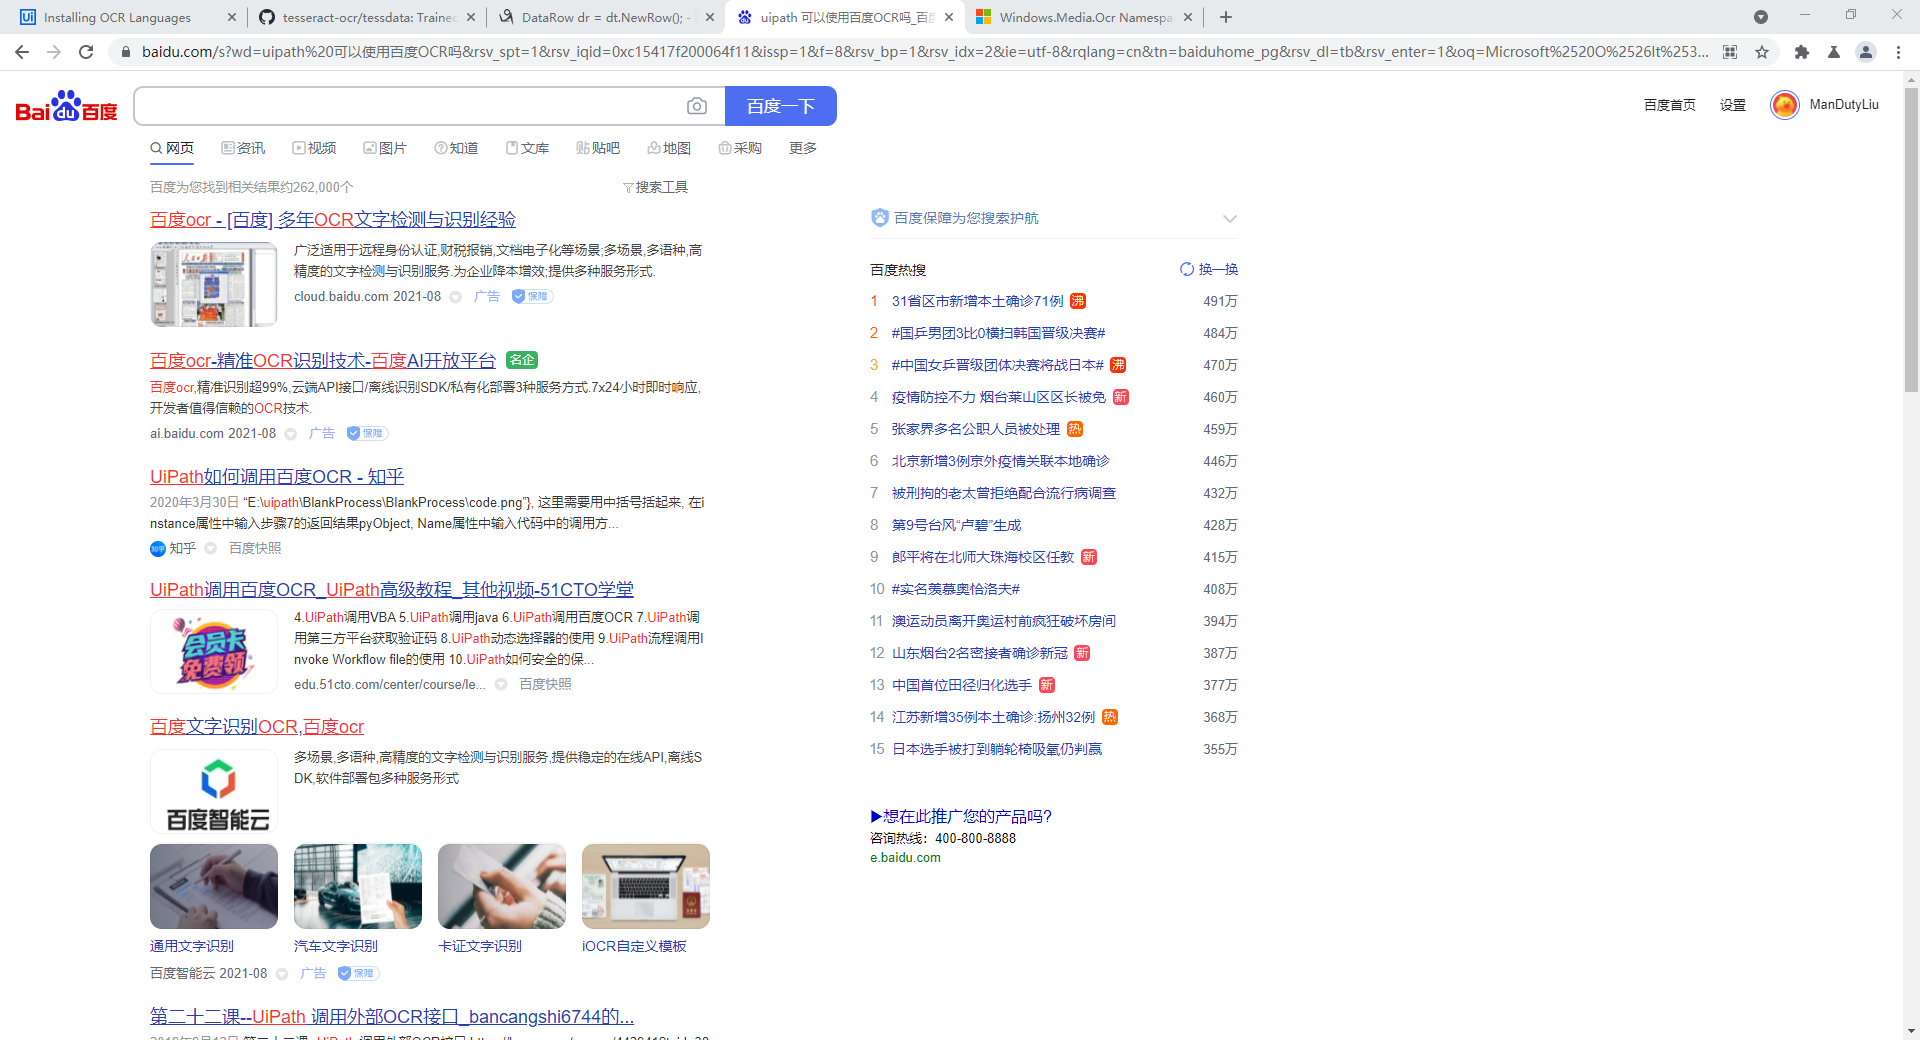 Installing OCR Languages
tesseract-ocr/tessdata: Trained
DataRow dr = dt.NewRow(); -
uipath 可以使用百度OCR吗_百度
Windows.Media.Ocr Namespa
baidu.com/s?wd=uipath%20可以使用百度OCR吗&rsv_spt=1&rsv_iqid=0xc15417f200064f11&issp=1&f=8&rsv_bp=1&rsv_idx=2&ie=utf-8&rqlang=cn&tn=baiduhome_pg&rsv_dl=tb&rsv_enter=1&oq=Microsoft%2520O%2526lt%253...
Bai du 百度
百度一下
百度首页 设置 ManDutyLiu
网页 资讯 视频 图片 知道 文库 贴吧 地图 采购 更多
百度为您找到相关结果约262,000个 搜索工具
百度ocr - [百度] 多年OCR文字检测与识别经验
广泛适用于远程身份认证,财税报销,文档电子化等场景;多场景,多语种,高
精度的文字检测与识别服务.为企业降本增效;提供多种服务形式.
cloud.baidu.com 2021-08 广告 保障
百度ocr-精准OCR识别技术-百度AI开放平台 名企
百度ocr,精准识别超99%,云端API接口/离线识别SDK/私有化部署3种服务方式.7x24小时即时响应,
开发者值得信赖的OCR技术.
ai.baidu.com 2021-08 广告 保障
UiPath如何调用百度OCR - 知乎
2020年3月30日 “E:\uipath\BlankProcess\BlankProcess\code.png”}, 这里需要用中括号括起来, 在i
nstance属性中输入步骤7的返回结果pyObject, Name属性中输入代码中的调用方...
知乎 知乎 百度快照
UiPath调用百度OCR_UiPath高级教程_其他视频-51CTO学堂
会员卡
免费领
4.UiPath调用VBA 5.UiPath调用java 6.UiPath调用百度OCR 7.UiPath调
用第三方平台获取验证码 8.UiPath动态选择器的使用 9.UiPath流程调用I
nvoke Workflow file的使用 10.UiPath如何安全的保...
edu.51cto.com/center/course/le... 百度快照
百度文字识别OCR,百度ocr
百度智能云
多场景,多语种,高精度的文字检测与识别服务,提供稳定的在线API,离线S
DK,软件部署包多种服务形式
通用文字识别 汽车文字识别 卡证文字识别 iOCR自定义模板
百度智能云 2021-08 广告 保障
第二十二课--UiPath 调用外部OCR接口_bancangshi6744的...
百度保障为您搜索护航
百度热搜 换一换
1 31省区市新增本土确诊71例 沸 491万
2 #国乒男团3比0横扫韩国晋级决赛# 484万
3 #中国女乒晋级团体决赛将战日本# 沸 470万
4 疫情防控不力 烟台莱山区区长被免 新 460万
5 张家界多名公职人员被处理 热 459万
6 北京新增3例京外疫情关联本地确诊 446万
7 被刑拘的老太曾拒绝配合流行病调查 432万
8 第9号台风“卢碧”生成 428万
9 郎平将在北师大珠海校区任教 新 415万
10 #实名羡慕奥恰洛夫# 408万
11 澳运动员离开奥运村前疯狂破坏房间 394万
12 山东烟台2名密接者确诊新冠 新 387万
13 中国首位田径归化选手 新 377万
14 江苏新增35例本土确诊:扬州32例 热 368万
15 日本选手被打到躺轮椅吸氧仍判赢 355万
▶想在此推广您的产品吗?
咨询热线：400-800-8888
e.baidu.com